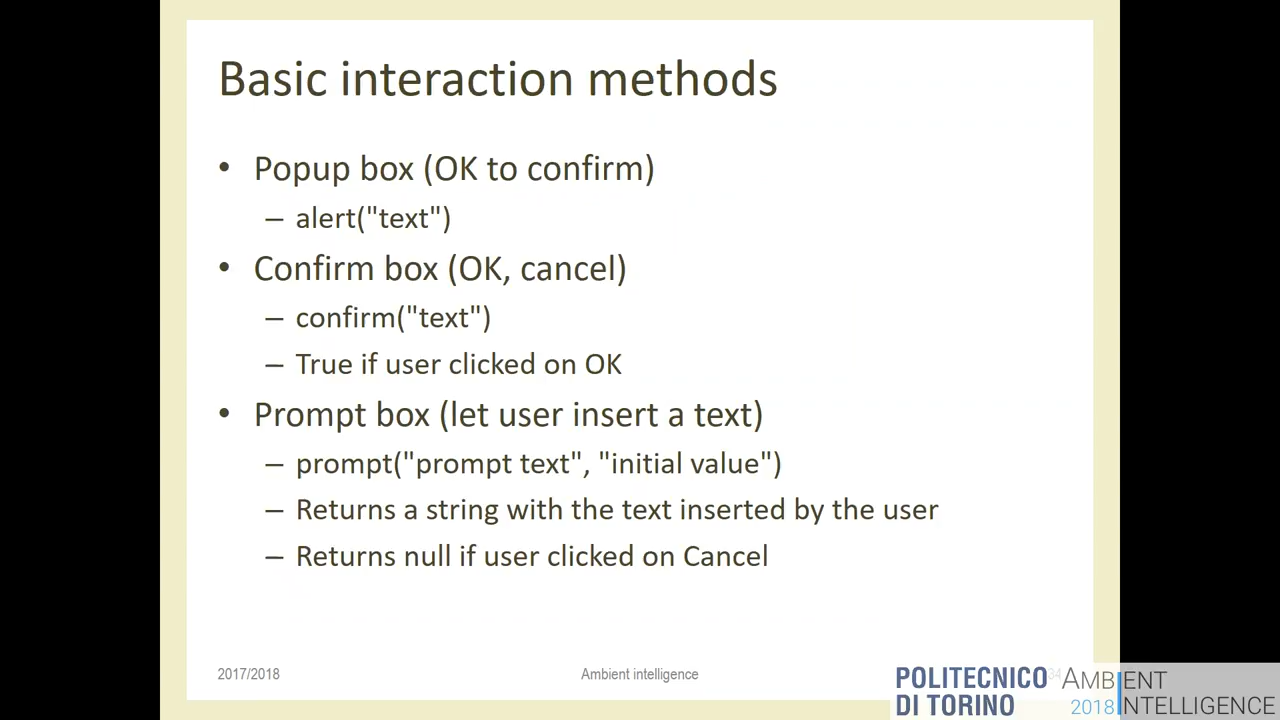 Basic interaction methods
• Popup box (OK to confirm)
– alert("text")
• Confirm box (OK, cancel)
– confirm("text")
– True if user clicked on OK
• Prompt box (let user insert a text)
– prompt("prompt text", "initial value")
– Returns a string with the text inserted by the user
– Returns null if user clicked on Cancel
2017/2018
Ambient intelligence
34
POLITECNICO
DI TORINO
AMBIENT
2018 INTELLIGENCE